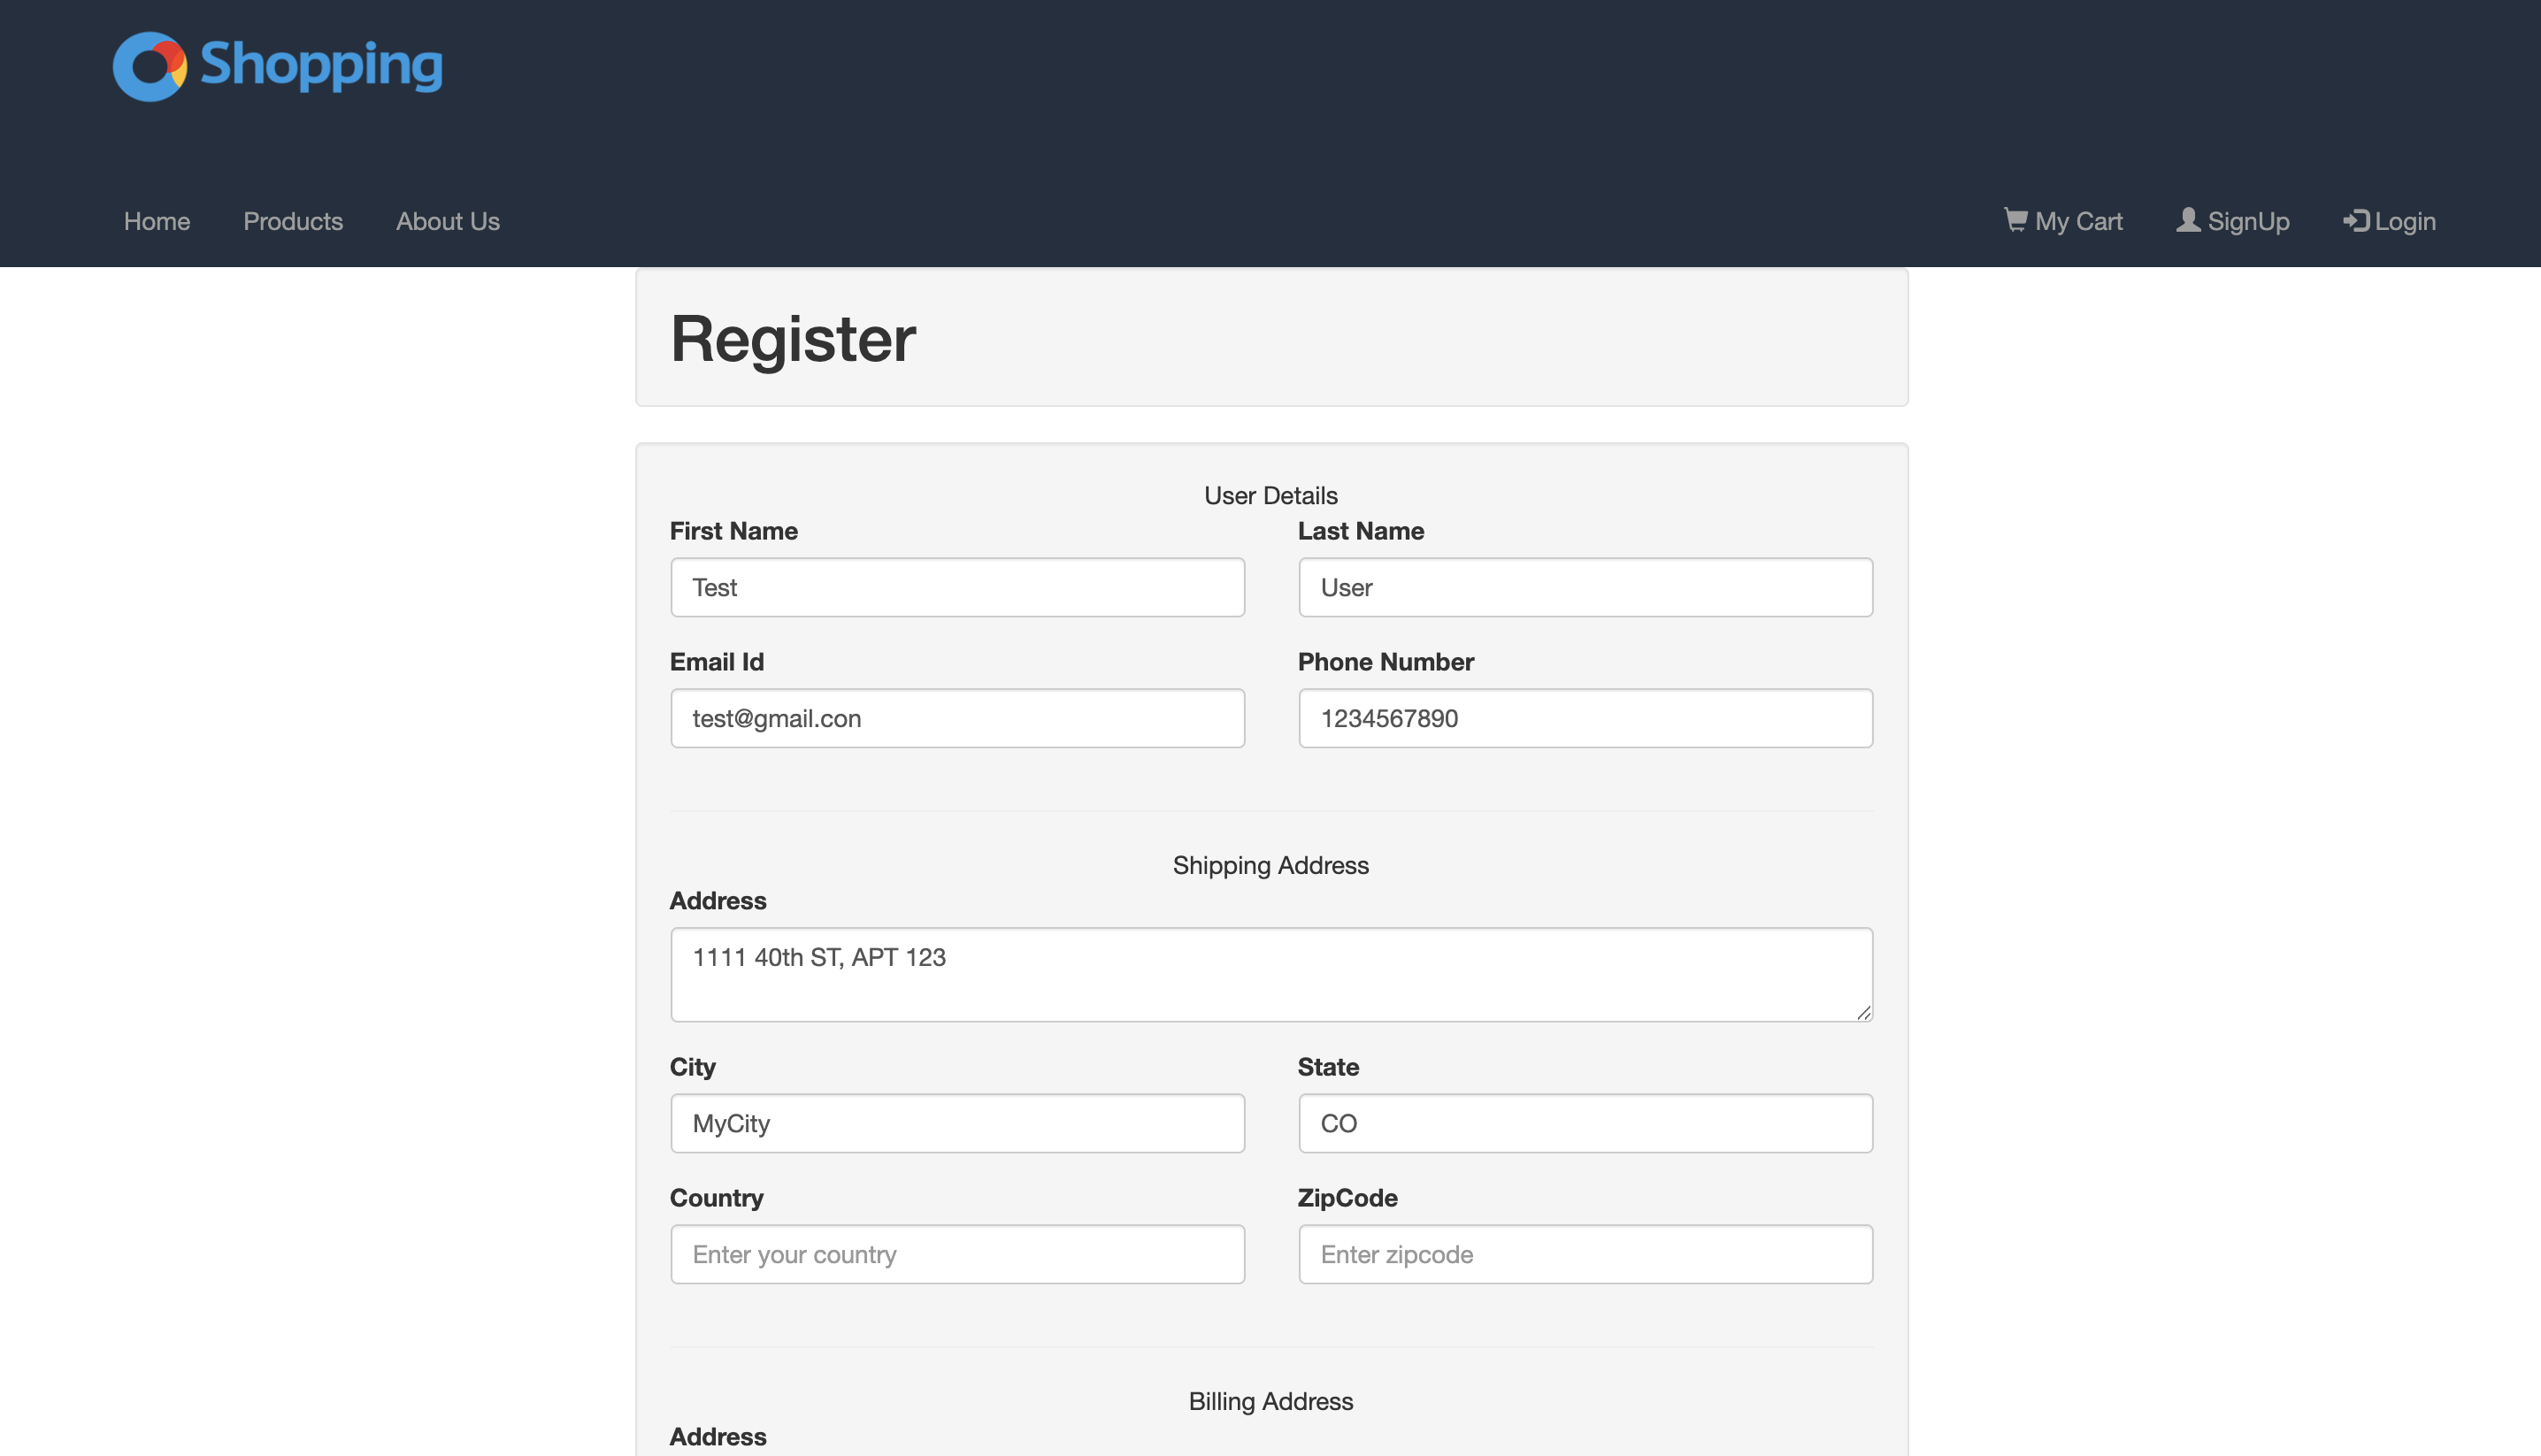 Shopping
Home Products About Us My Cart SignUp Login
Register
User Details
First Name Last Name
Test User
Email Id Phone Number
test@gmail.con 1234567890
Shipping Address
Address
1111 40th ST, APT 123
City State
MyCity CO
Country ZipCode
Enter your country Enter zipcode
Billing Address
Address